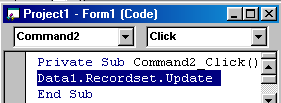 Project1 - Form1 (Code)
Command2 Click
Private Sub Command2_Click()
Data1.Recordset.Update
End Sub